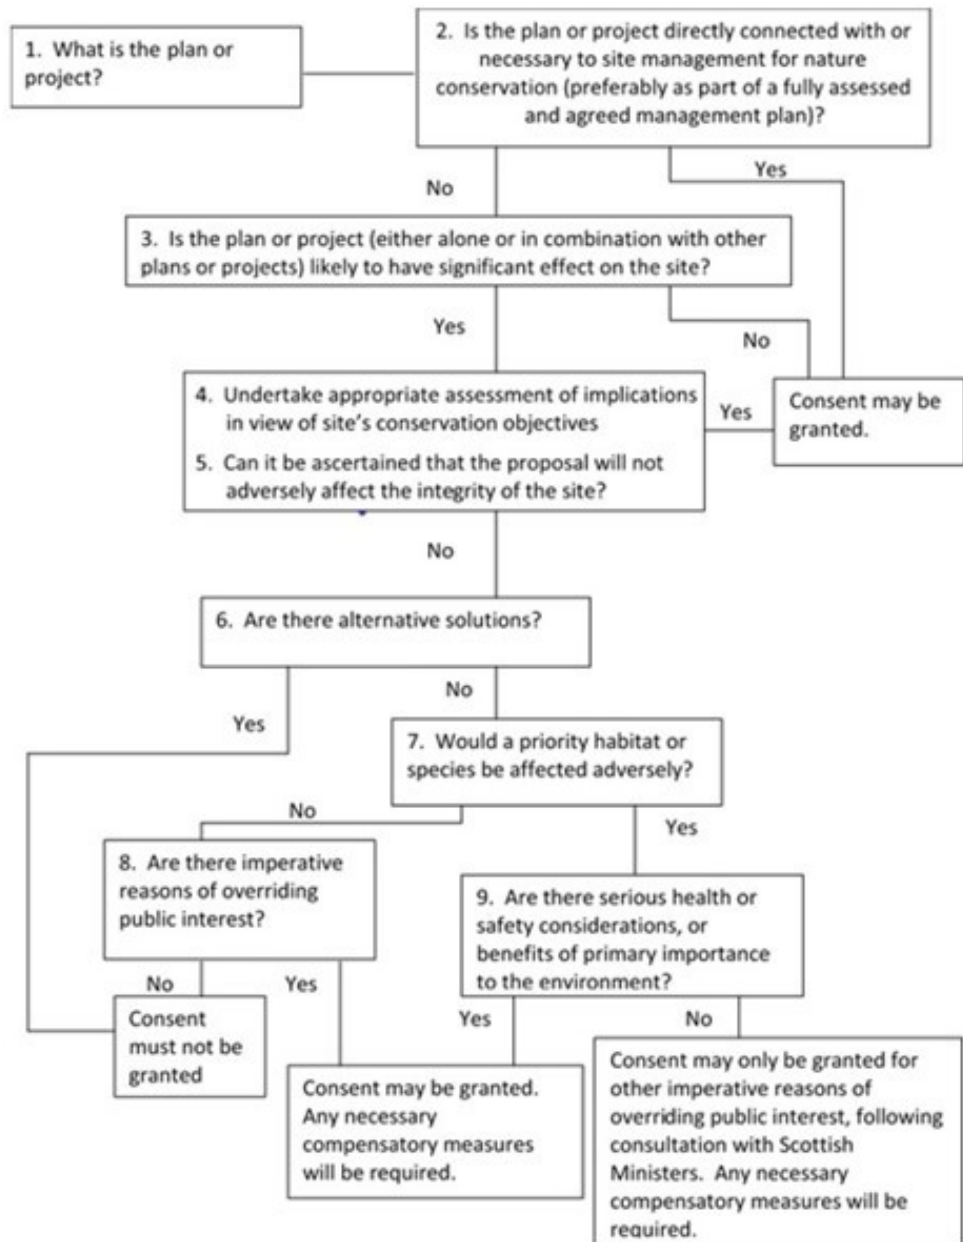 1. What is the plan or
project?
2. Is the plan or project directly connected with or
necessary to site management for nature
conservation (preferably as part of a fully assessed
and agreed management plan)?
No
Yes
3. Is the plan or project (either alone or in combination with other
plans or projects) likely to have significant effect on the site?
Yes
No
4. Undertake appropriate assessment of implications
in view of site's conservation objectives
5. Can it be ascertained that the proposal will not
adversely affect the integrity of the site?
Yes
Consent may be
granted.
No
6. Are there alternative solutions?
Yes
No
7. Would a priority habitat or
species be affected adversely?
No
Yes
8. Are there imperative
reasons of overriding
public interest?
9. Are there serious health or
safety considerations, or
benefits of primary importance
to the environment?
No
Yes
Yes
No
Consent
must not be
granted
Consent may be granted.
Any necessary
compensatory measures
will be required.
Consent may only be granted for
other imperative reasons of
overriding public interest, following
consultation with Scottish
Ministers. Any necessary
compensatory measures will be
required.